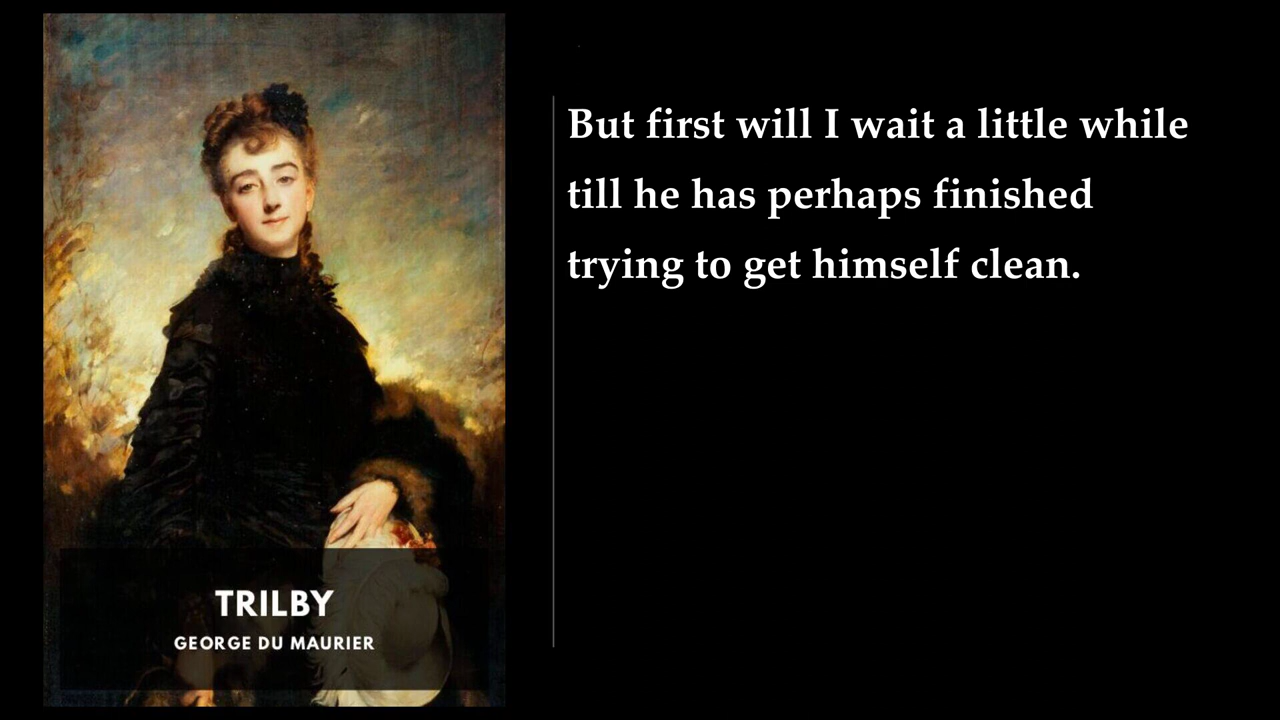 But first will I wait a little while
till he has perhaps finished
trying to get himself clean.
TRILBY
GEORGE DU MAURIER